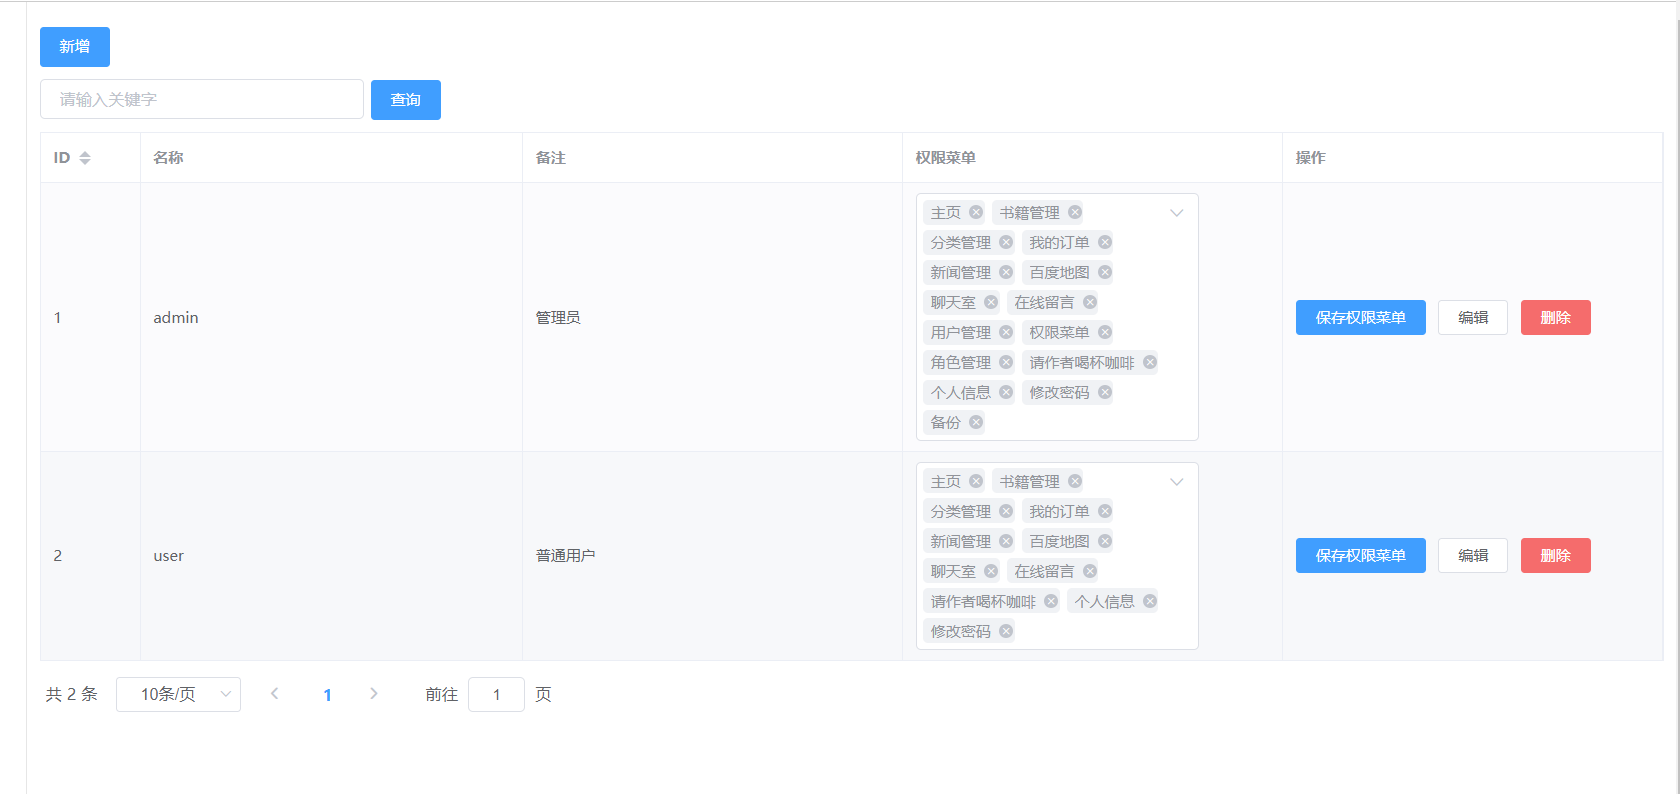 新增
请输入关键字 查询
ID 名称 备注 权限菜单 操作
主页 书籍管理
分类管理 我的订单
新闻管理 百度地图
聊天室 在线留言
1 admin 管理员 保存权限菜单 编辑 删除
用户管理 权限菜单
角色管理 请作者喝杯咖啡
个人信息 修改密码
备份
主页 书籍管理
分类管理 我的订单
新闻管理 百度地图
2 user 普通用户 保存权限菜单 编辑 删除
聊天室 在线留言
请作者喝杯咖啡 个人信息
修改密码
共 2 条 10条/页 1 前往 1 页